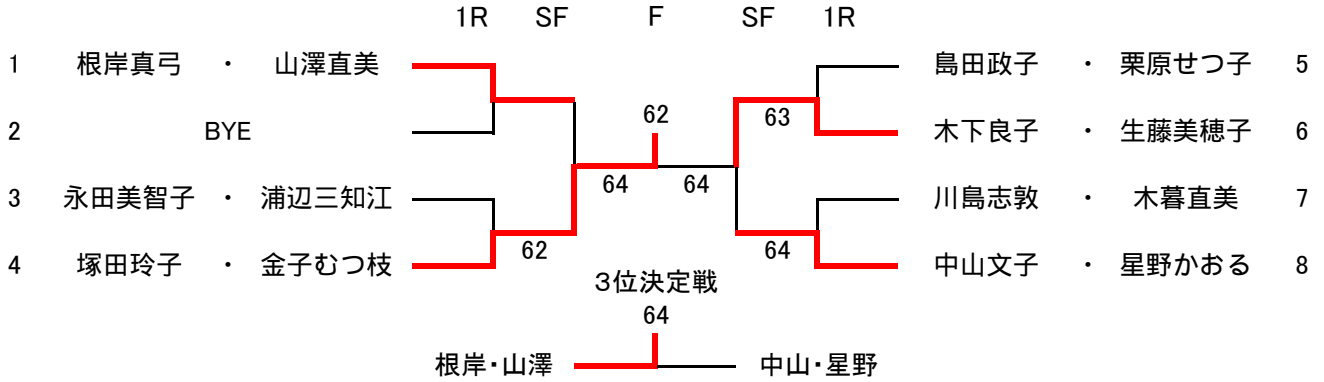 1R SF F SF 1R
1 根岸真弓 ・ 山澤直美 島田政子 ・ 栗原せつ子 5
62 63
2 BYE 木下良子 ・ 生藤美穂子 6
64 64
3 永田美智子 ・ 浦辺三知江 川島志敦 ・ 木暮直美 7
62 64
4 塚田玲子 ・ 金子むつ枝 中山文子 ・ 星野かおる 8
3位決定戦
64
根岸・山澤 中山・星野